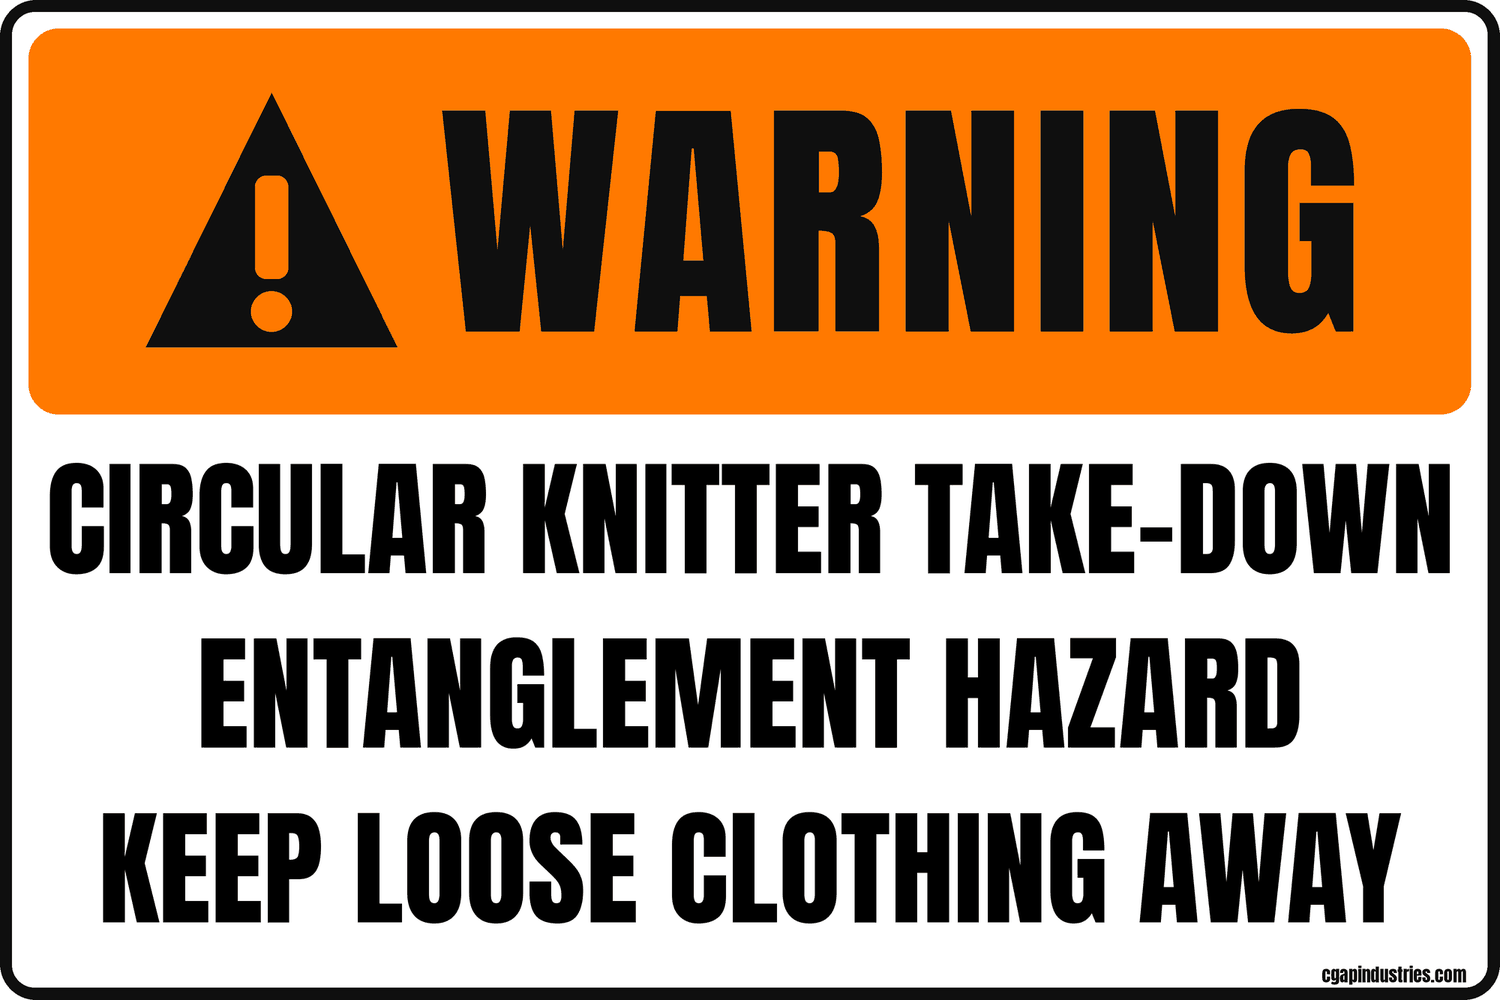 WARNING
CIRCULAR KNITTER TAKE-DOWN
ENTANGLEMENT HAZARD
KEEP LOOSE CLOTHING AWAY
cgapindustries.com